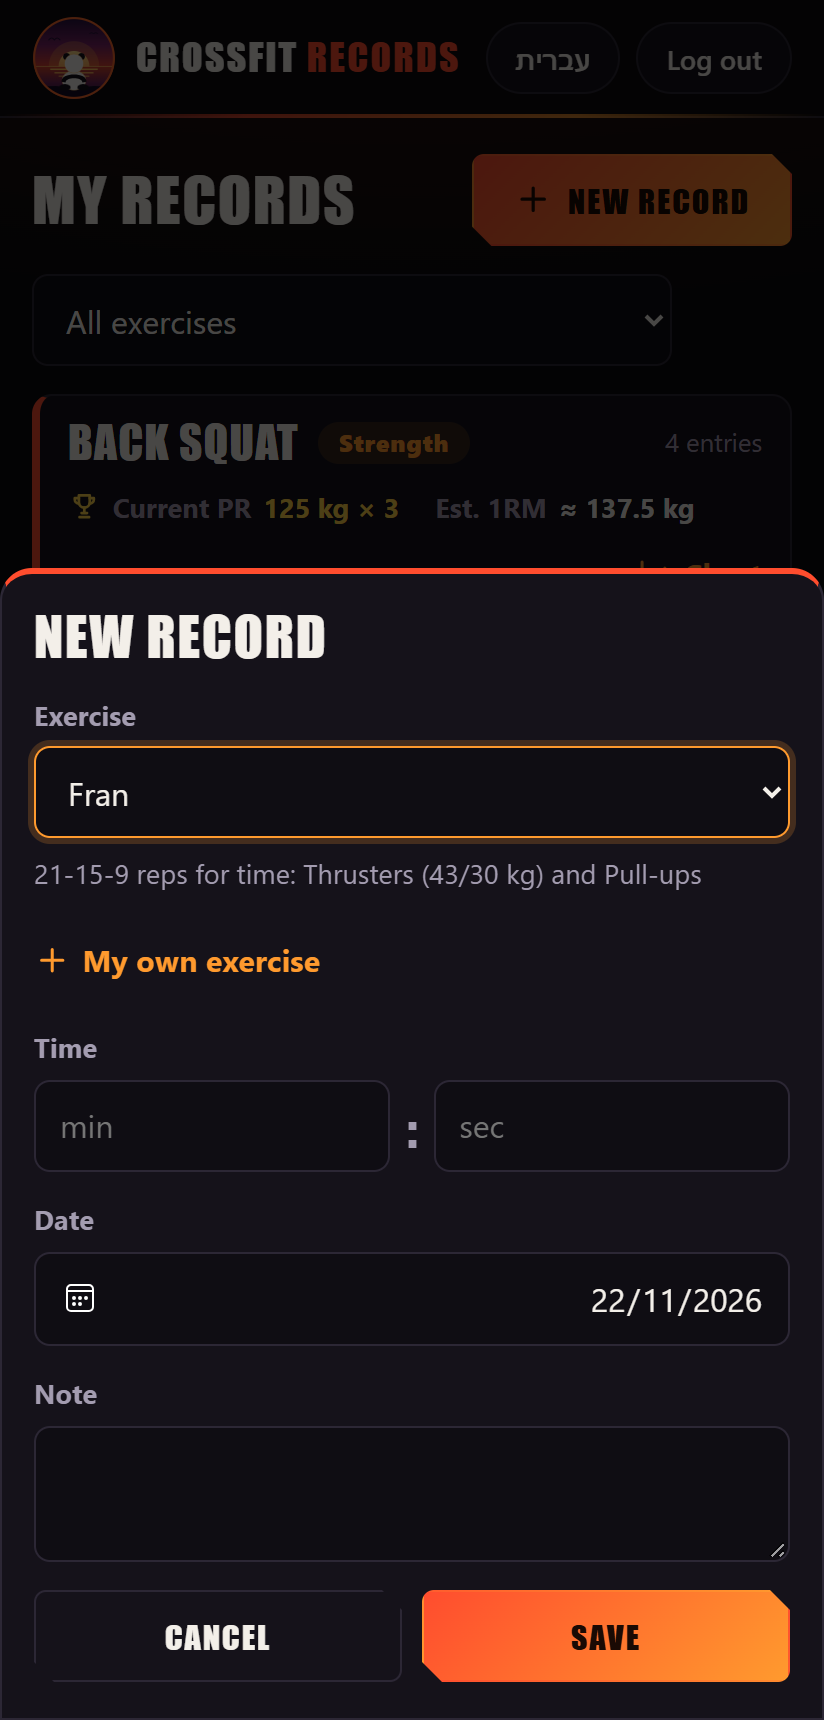 CROSSFIT RECORDS
עברית
Log out
MY RECORDS
+ NEW RECORD
All exercises
BACK SQUAT
Strength
4 entries
Current PR 125 kg × 3 Est. 1RM ≈ 137.5 kg
NEW RECORD
Exercise
Fran
21-15-9 reps for time: Thrusters (43/30 kg) and Pull-ups
+ My own exercise
Time
min : sec
Date
22/11/2026
Note
CANCEL
SAVE